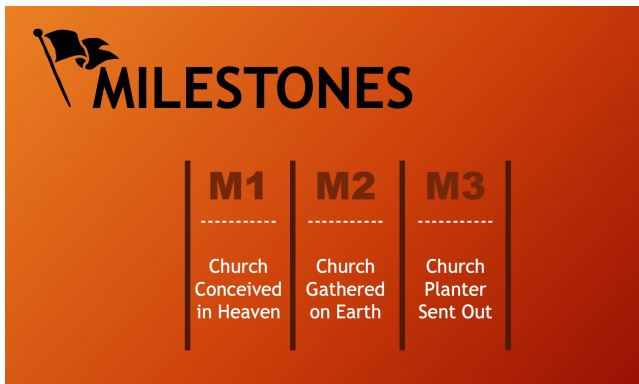 MILESTONES
M1
Church
Conceived
in Heaven
M2
Church
Gathered
on Earth
M3
Church
Planter
Sent Out